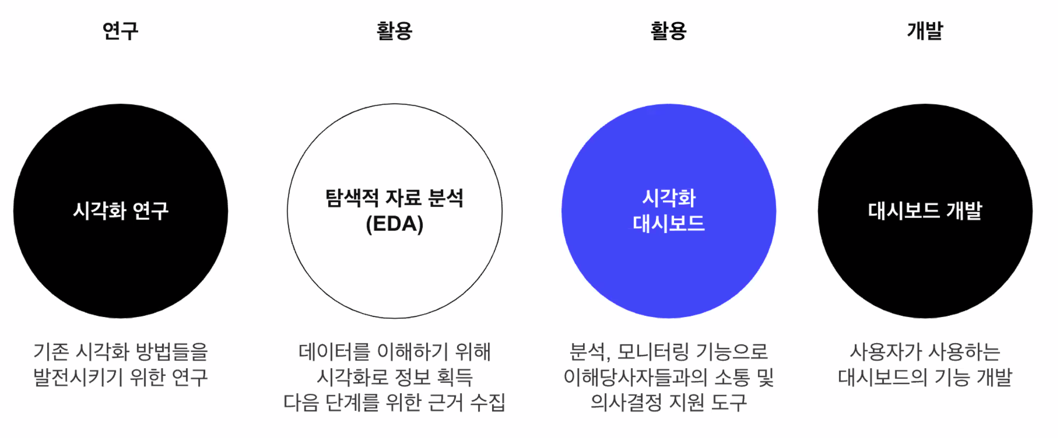 연구
활용
활용
개발
시각화 연구
탐색적 자료 분석
(EDA)
시각화
대시보드
대시보드 개발
기존 시각화 방법들을
발전시키기 위한 연구
데이터를 이해하기 위해
시각화로 정보 획득
다음 단계를 위한 근거 수집
분석, 모니터링 기능으로
이해당사자들과의 소통 및
의사결정 지원 도구
사용자가 사용하는
대시보드의 기능 개발